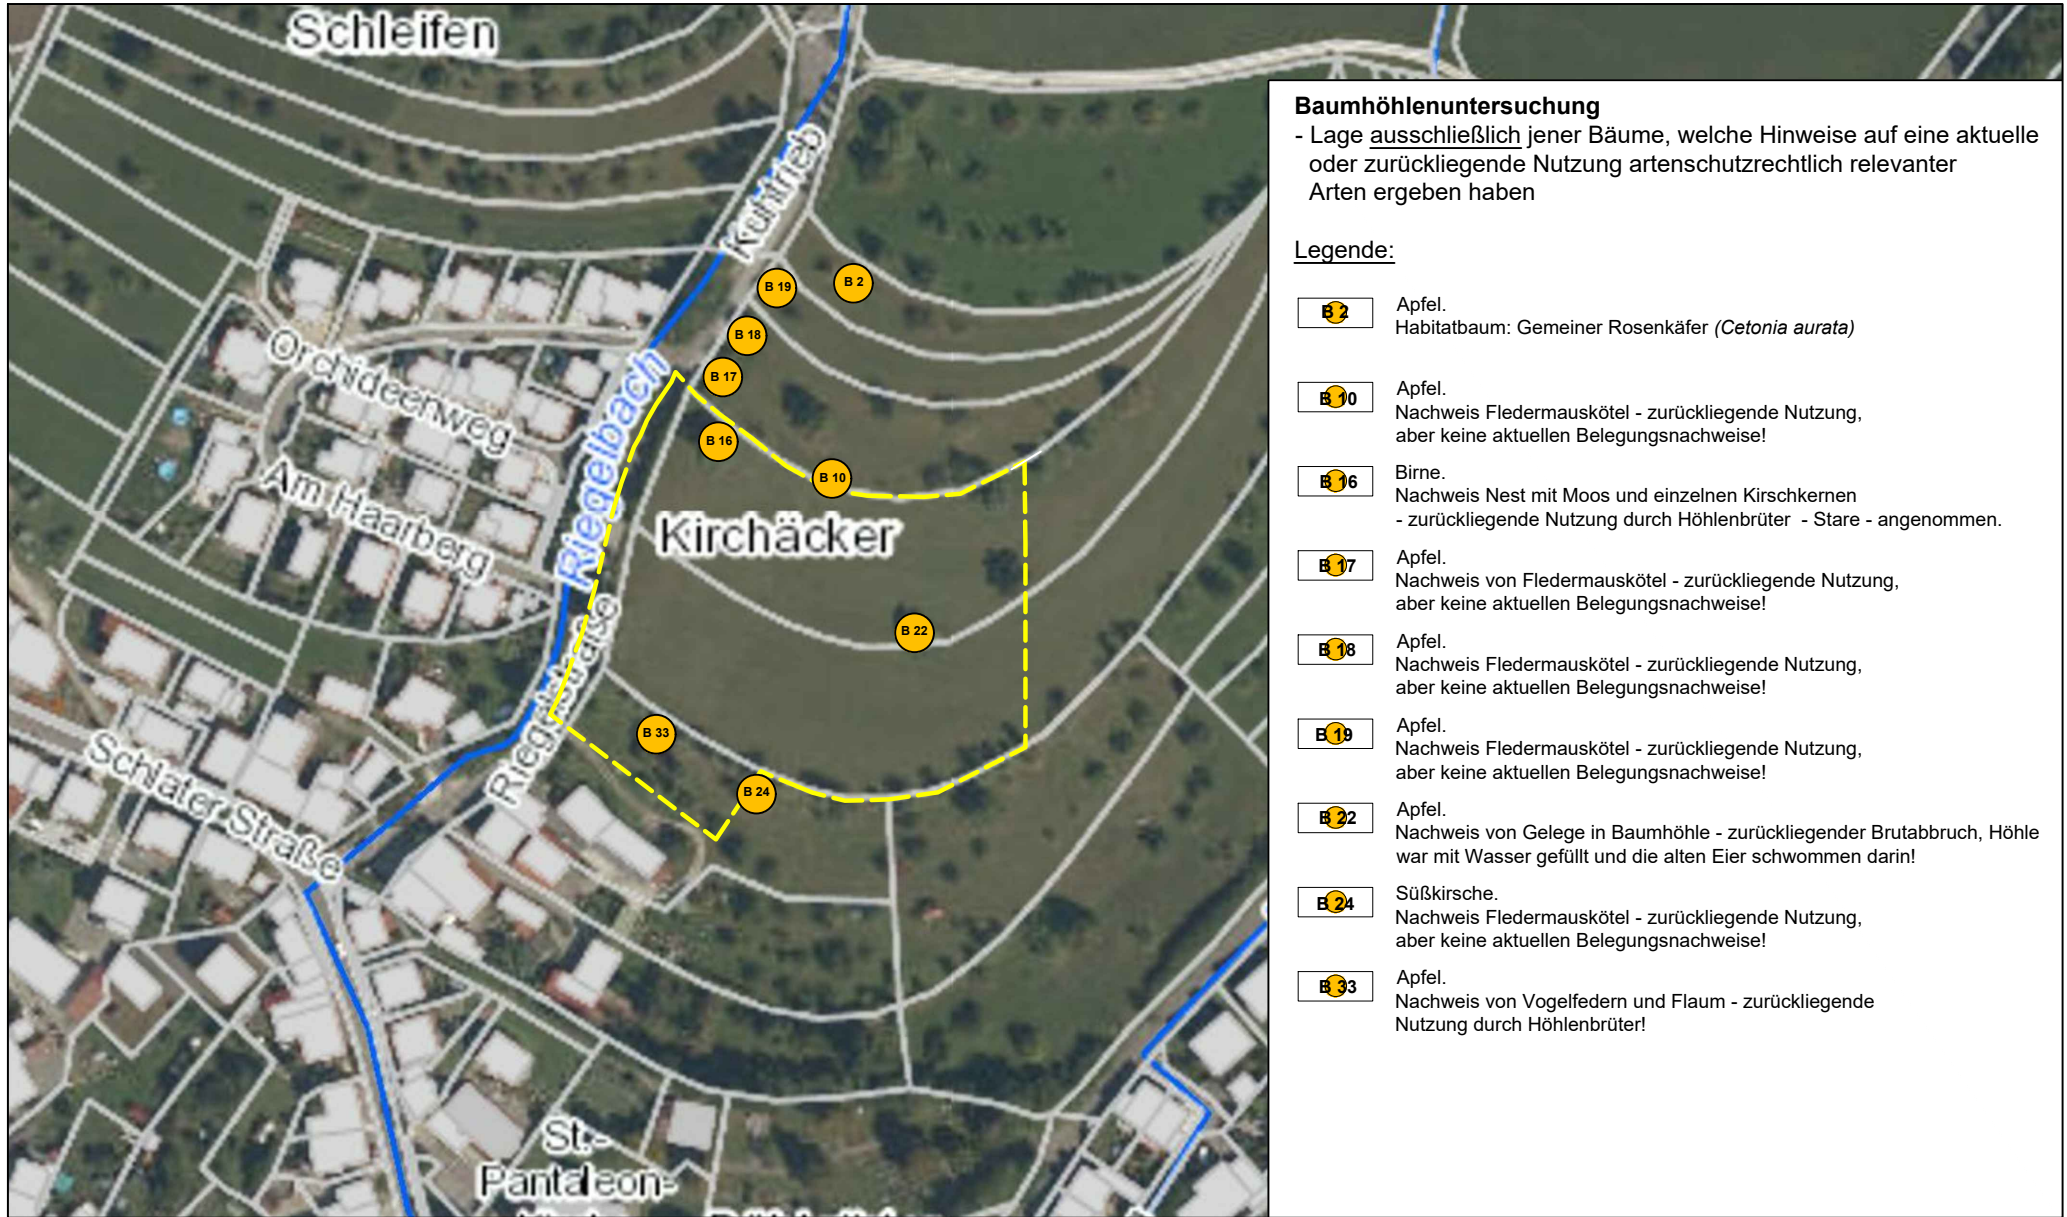 Schleifen
Kuhtrieb
B 19
B 2
B 18
B 17
B 16
B 10
Orchideenweg
Am Haarberg
Riegelbach
Kirchäcker
B 22
Riegelstraße
B 33
B 24
Schlater Straße
St.-
Pantaleon-
Baumhöhlenuntersuchung
- Lage ausschließlich jener Bäume, welche Hinweise auf eine aktuelle
oder zurückliegende Nutzung artenschutzrechtlich relevanter
Arten ergeben haben
Legende:
B 2
Apfel.
Habitatbaum: Gemeiner Rosenkäfer (Cetonia aurata)
B 10
Apfel.
Nachweis Fledermauskötel - zurückliegende Nutzung,
aber keine aktuellen Belegungsnachweise!
B 16
Birne.
Nachweis Nest mit Moos und einzelnen Kirschkernen
- zurückliegende Nutzung durch Höhlenbrüter - Stare - angenommen.
B 17
Apfel.
Nachweis von Fledermauskötel - zurückliegende Nutzung,
aber keine aktuellen Belegungsnachweise!
B 18
Apfel.
Nachweis Fledermauskötel - zurückliegende Nutzung,
aber keine aktuellen Belegungsnachweise!
B 19
Apfel.
Nachweis Fledermauskötel - zurückliegende Nutzung,
aber keine aktuellen Belegungsnachweise!
B 22
Apfel.
Nachweis von Gelege in Baumhöhle - zurückliegender Brutabbruch, Höhle
war mit Wasser gefüllt und die alten Eier schwommen darin!
B 24
Süßkirsche.
Nachweis Fledermauskötel - zurückliegende Nutzung,
aber keine aktuellen Belegungsnachweise!
B 33
Apfel.
Nachweis von Vogelfedern und Flaum - zurückliegende
Nutzung durch Höhlenbrüter!